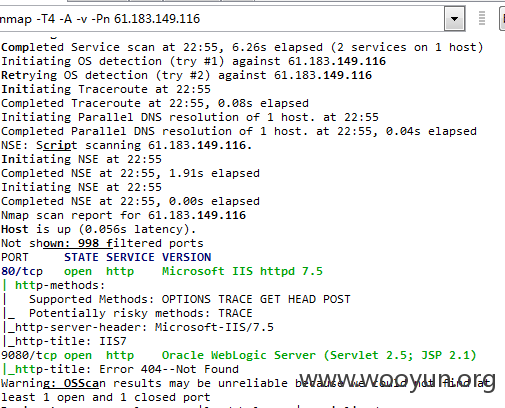 nmap -T4 -A -v -Pn 61.183.149.116
Completed Service scan at 22:55, 6.26s elapsed (2 services on 1 host)
Initiating OS detection (try #1) against 61.183.149.116
Retrying OS detection (try #2) against 61.183.149.116
Initiating Traceroute at 22:55
Completed Traceroute at 22:55, 0.08s elapsed
Initiating Parallel DNS resolution of 1 host. at 22:55
Completed Parallel DNS resolution of 1 host. at 22:55, 0.04s elapsed
NSE: Script scanning 61.183.149.116.
Initiating NSE at 22:55
Completed NSE at 22:55, 1.91s elapsed
Initiating NSE at 22:55
Completed NSE at 22:55, 0.00s elapsed
Nmap scan report for 61.183.149.116
Host is up (0.056s latency).
Not shown: 998 filtered ports
PORT     STATE SERVICE VERSION
80/tcp   open  http    Microsoft IIS httpd 7.5
| http-methods:
|   Supported Methods: OPTIONS TRACE GET HEAD POST
|_  Potentially risky methods: TRACE
|_http-server-header: Microsoft-IIS/7.5
|_http-title: IIS7
9080/tcp open  http    Oracle WebLogic Server (Servlet 2.5; JSP 2.1)
|_http-title: Error 404--Not Found
Warning: OSScan results may be unreliable because we could not find at
least 1 open and 1 closed port
www.wooyun.org